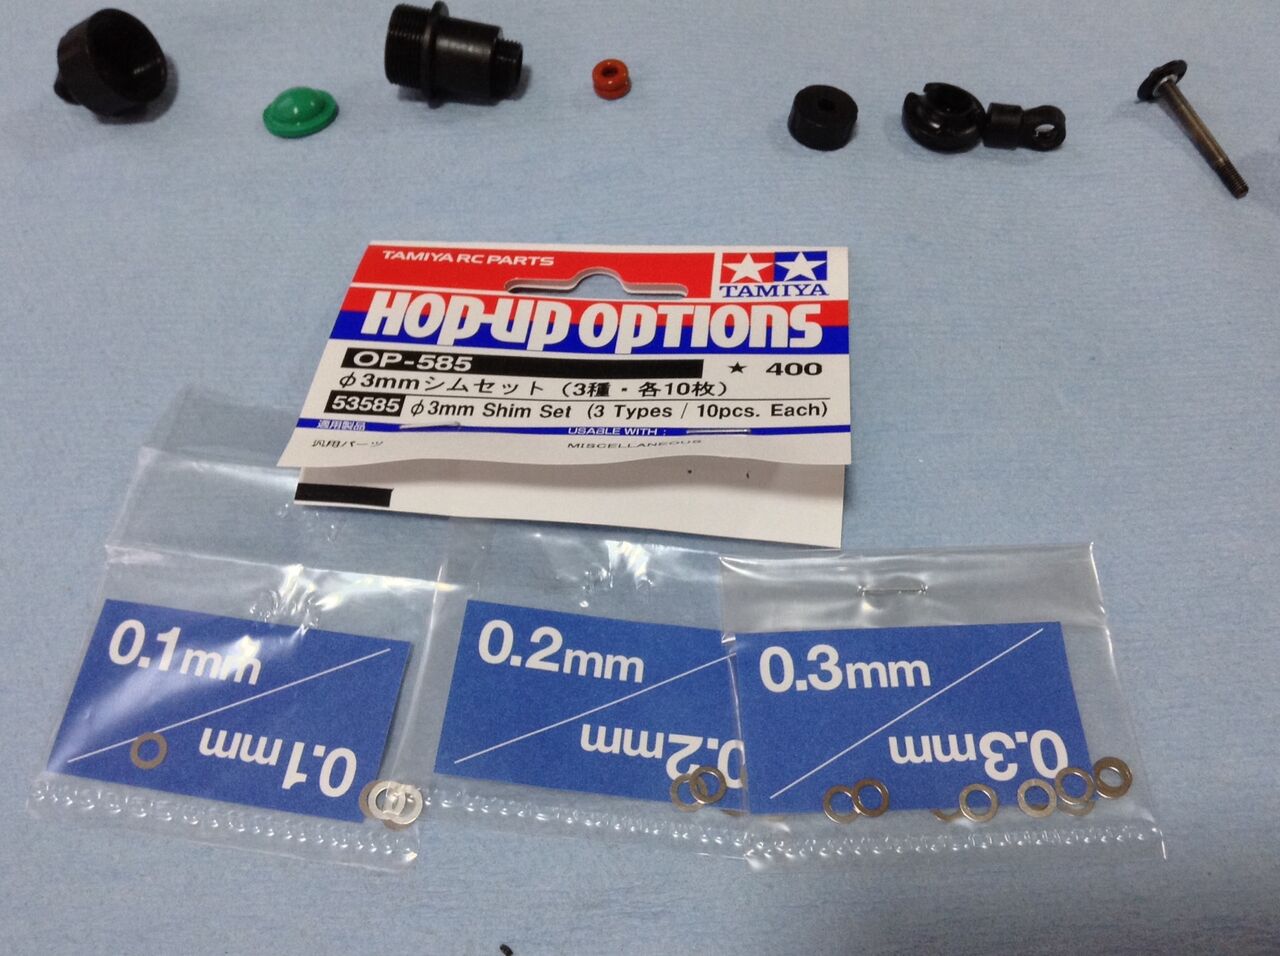 TAMIYA RC PARTS
TAMIYA
HOP-UP OPTIONS
OP-585
★ 400
φ3mmシムセット (3種・各10枚)
53585 φ3mm Shim Set (3 Types / 10pcs. Each)
適用製品 USABLE WITH :
汎用パーツ MISCELLANEOUS
0.1mm
0.1mm
0.2mm
0.2mm
0.3mm
0.3mm